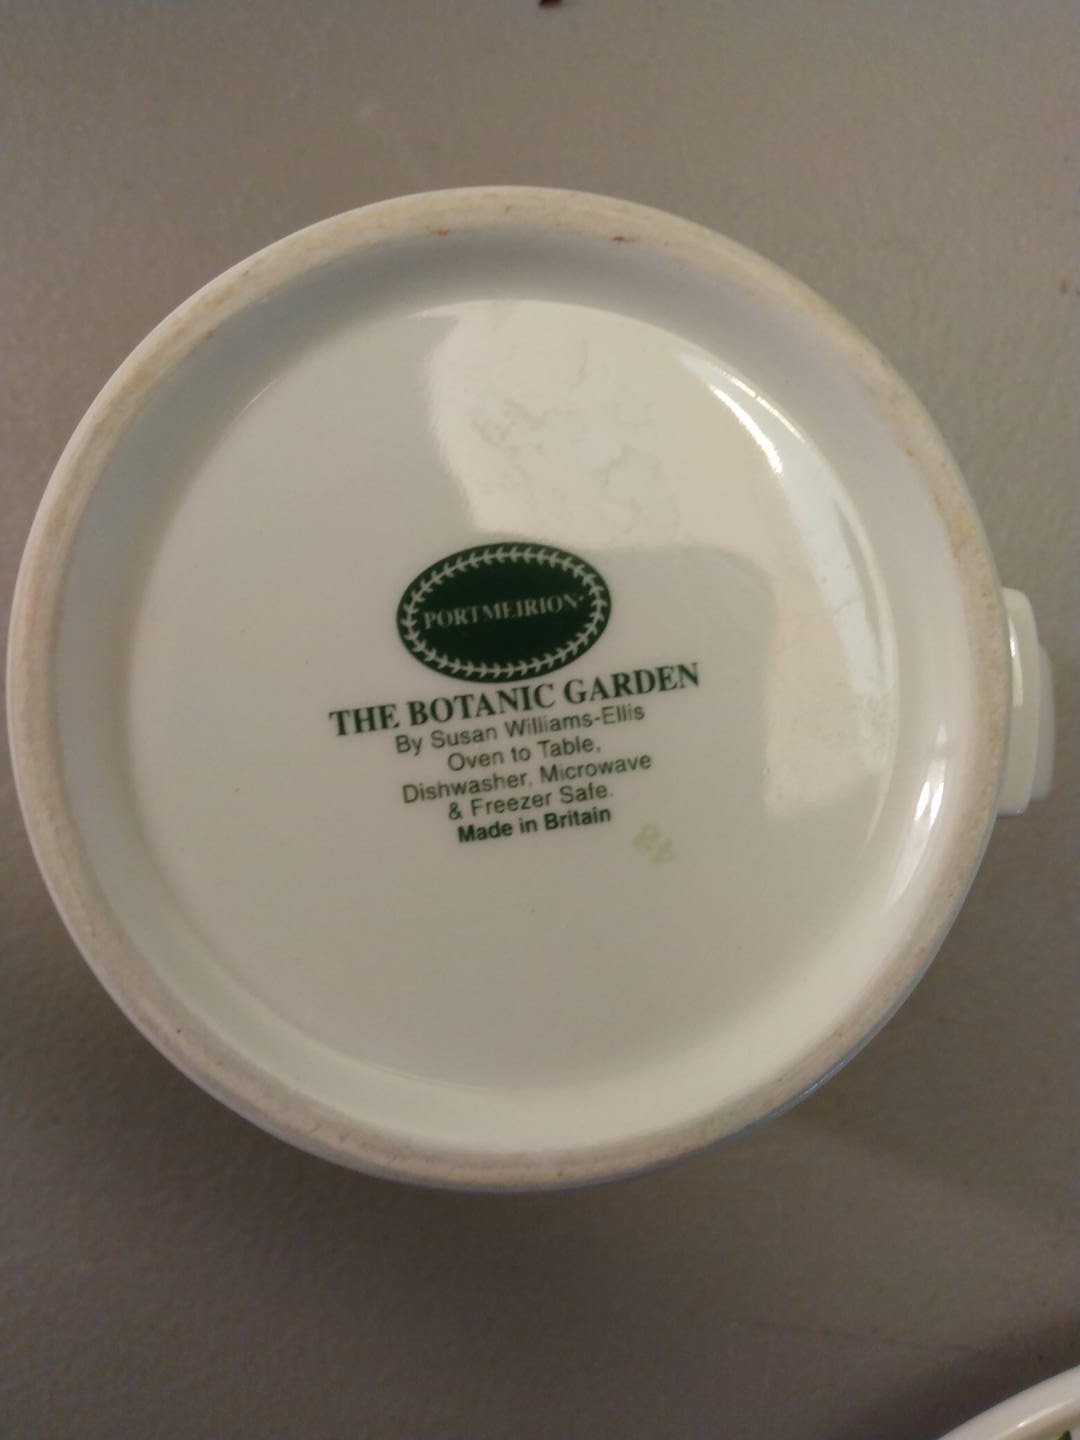 PORTMEIRION
THE BOTANIC GARDEN
By Susan Williams-Ellis
Oven to Table,
Dishwasher, Microwave
& Freezer Safe.
Made in Britain